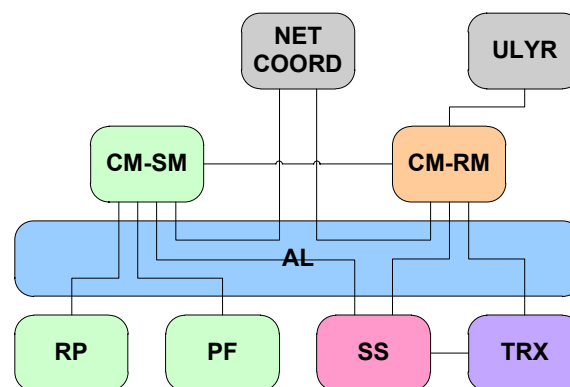 NET
COORD
ULYR
CM-SM
CM-RM
AL
RP
PF
SS
TRX